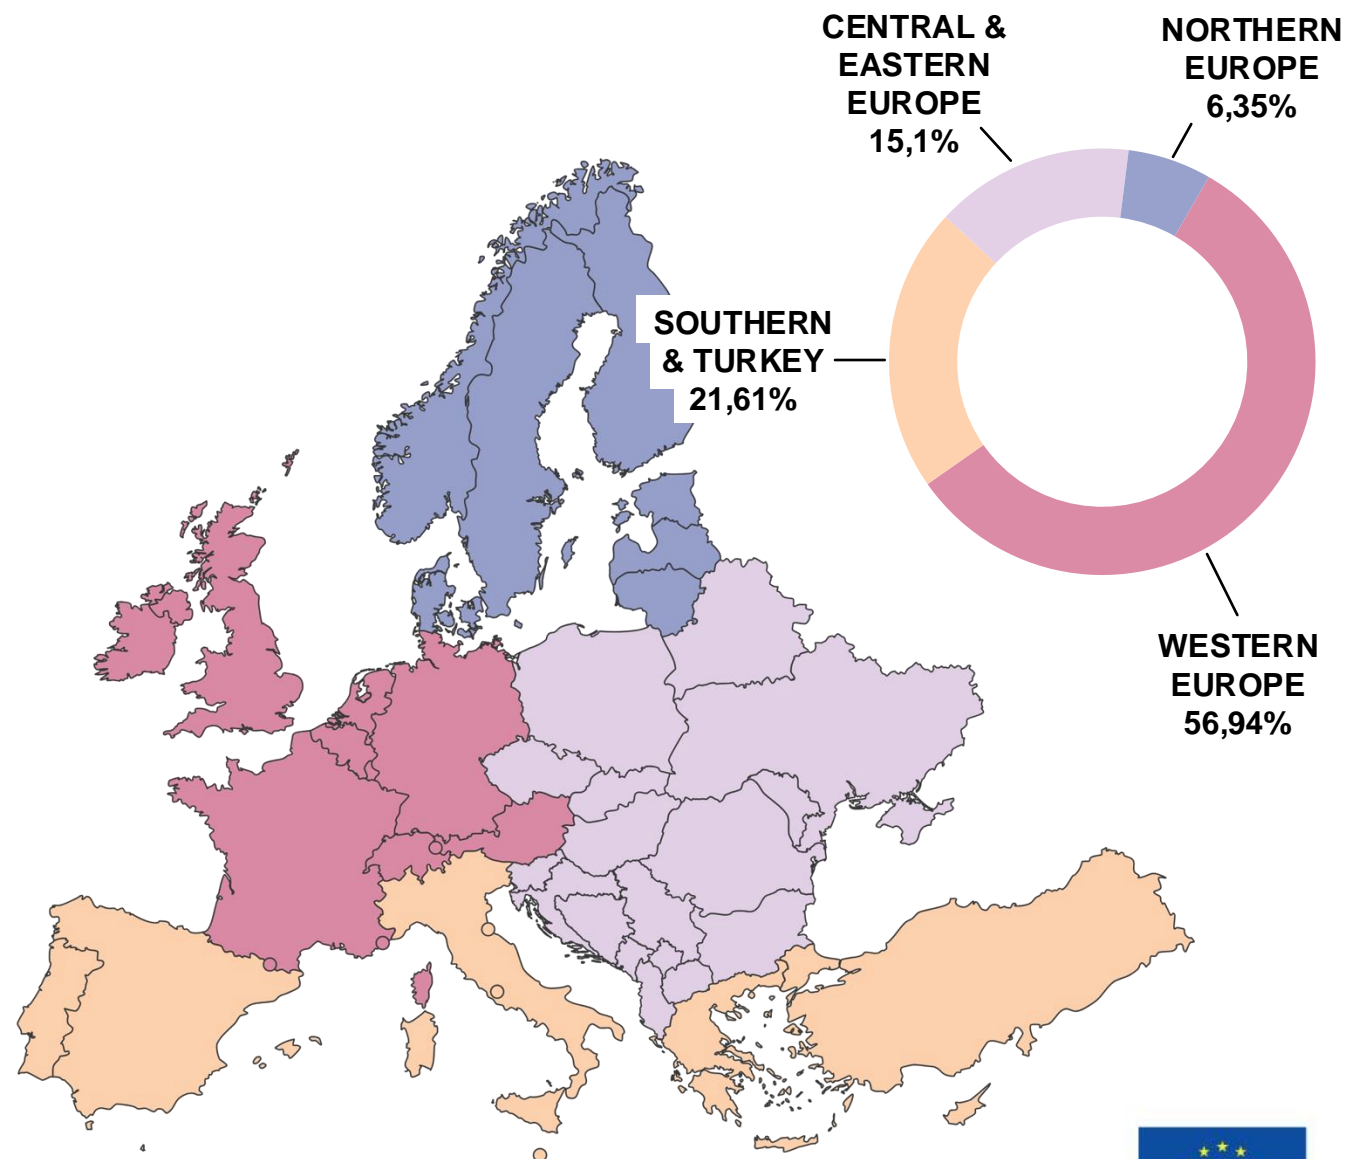 CENTRAL &
EASTERN
EUROPE
15,1%
NORTHERN
EUROPE
6,35%
SOUTHERN
& TURKEY
21,61%
WESTERN
EUROPE
56,94%